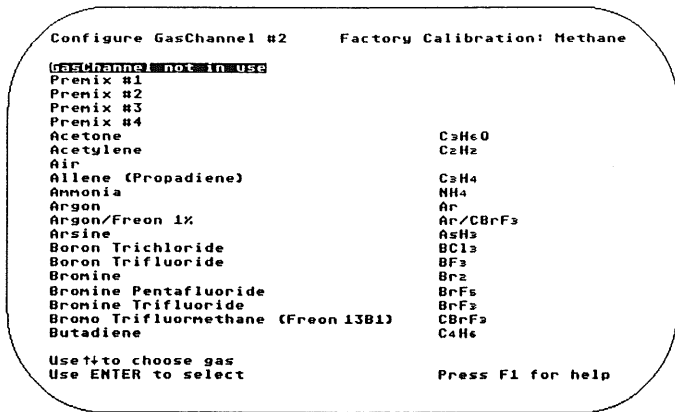 Configure GasChannel #2 Factory Calibration: Methane
GasChannel not in use
Premix #1
Premix #2
Premix #3
Premix #4
Acetone C₃H₆O
Acetylene C₂H₂
Air
Allene (Propadiene) C₃H₄
Ammonia NH₄
Argon Ar
Argon/Freon 1% Ar/CBrF₃
Arsine AsH₃
Boron Trichloride BCl₃
Boron Trifluoride BF₃
Bromine Br₂
Bromine Pentafluoride BrF₅
Bromine Trifluoride BrF₃
Bromo Trifluormethane (Freon 13B1) CBrF₃
Butadiene C₄H₆
Use↑↓to choose gas
Use ENTER to select Press F1 for help